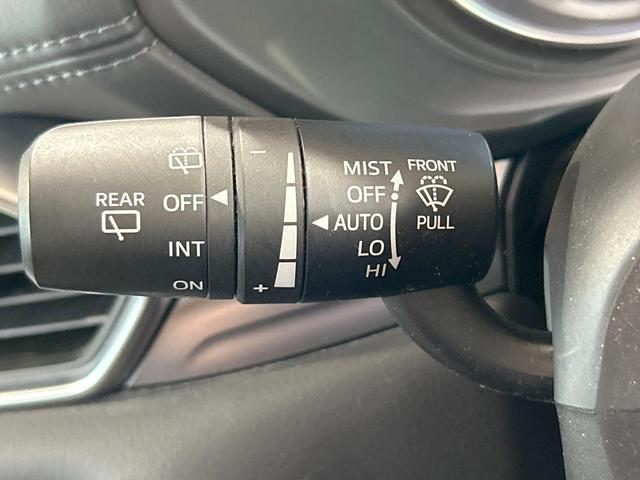 REAR
OFF
INT
ON
−
+
MIST
OFF
AUTO
LO
HI
FRONT
PULL